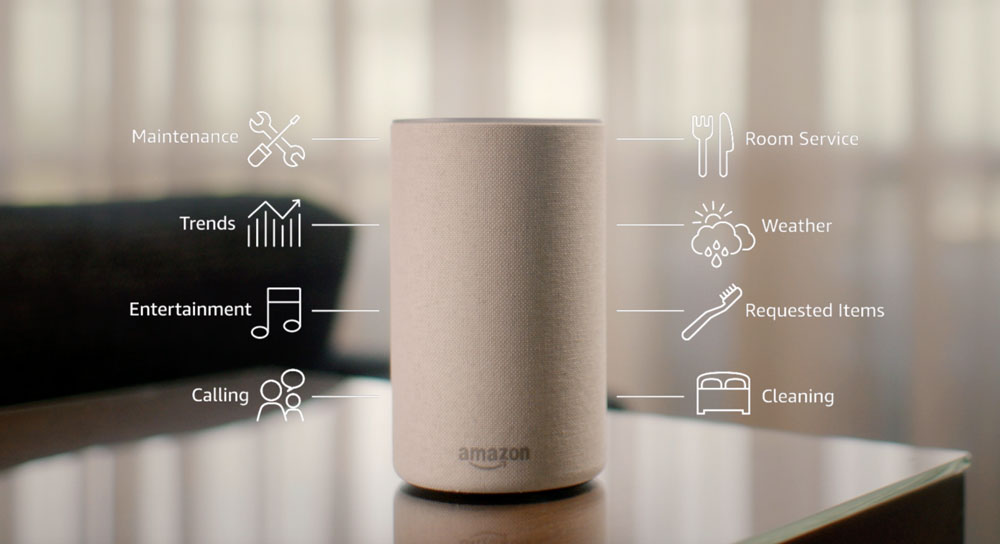 Maintenance
Room Service
Trends
Weather
Entertainment
Requested Items
Calling
Cleaning
amazon